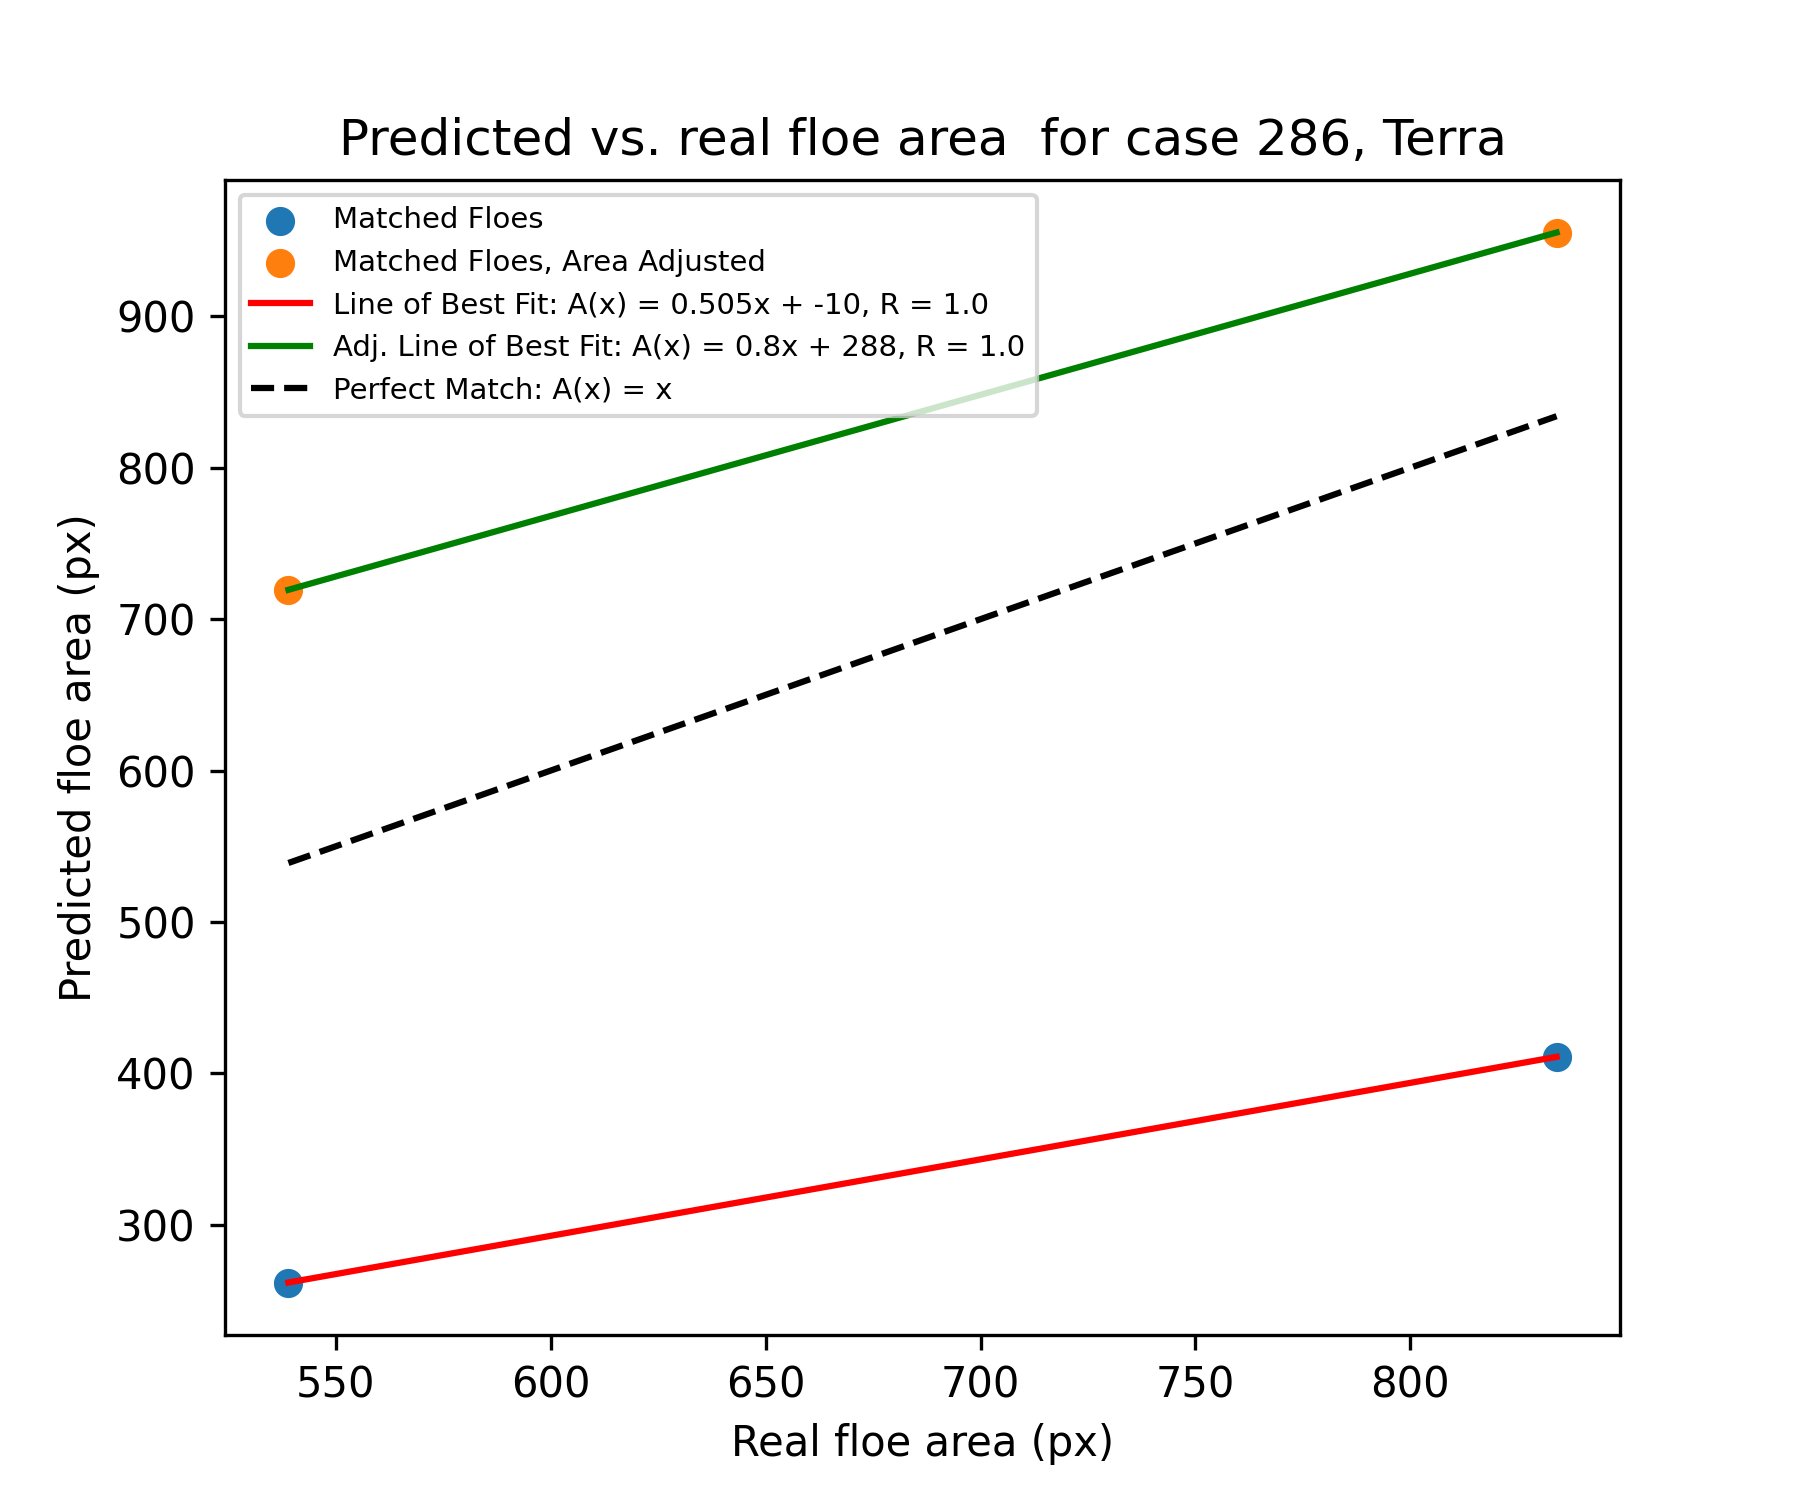 Predicted vs. real floe area  for case 286, Terra
Matched Floes
Matched Floes, Area Adjusted
Line of Best Fit: A(x) = 0.505x + -10, R = 1.0
Adj. Line of Best Fit: A(x) = 0.8x + 288, R = 1.0
Perfect Match: A(x) = x
Predicted floe area (px)
900
800
700
600
500
400
300
550 600 650 700 750 800
Real floe area (px)